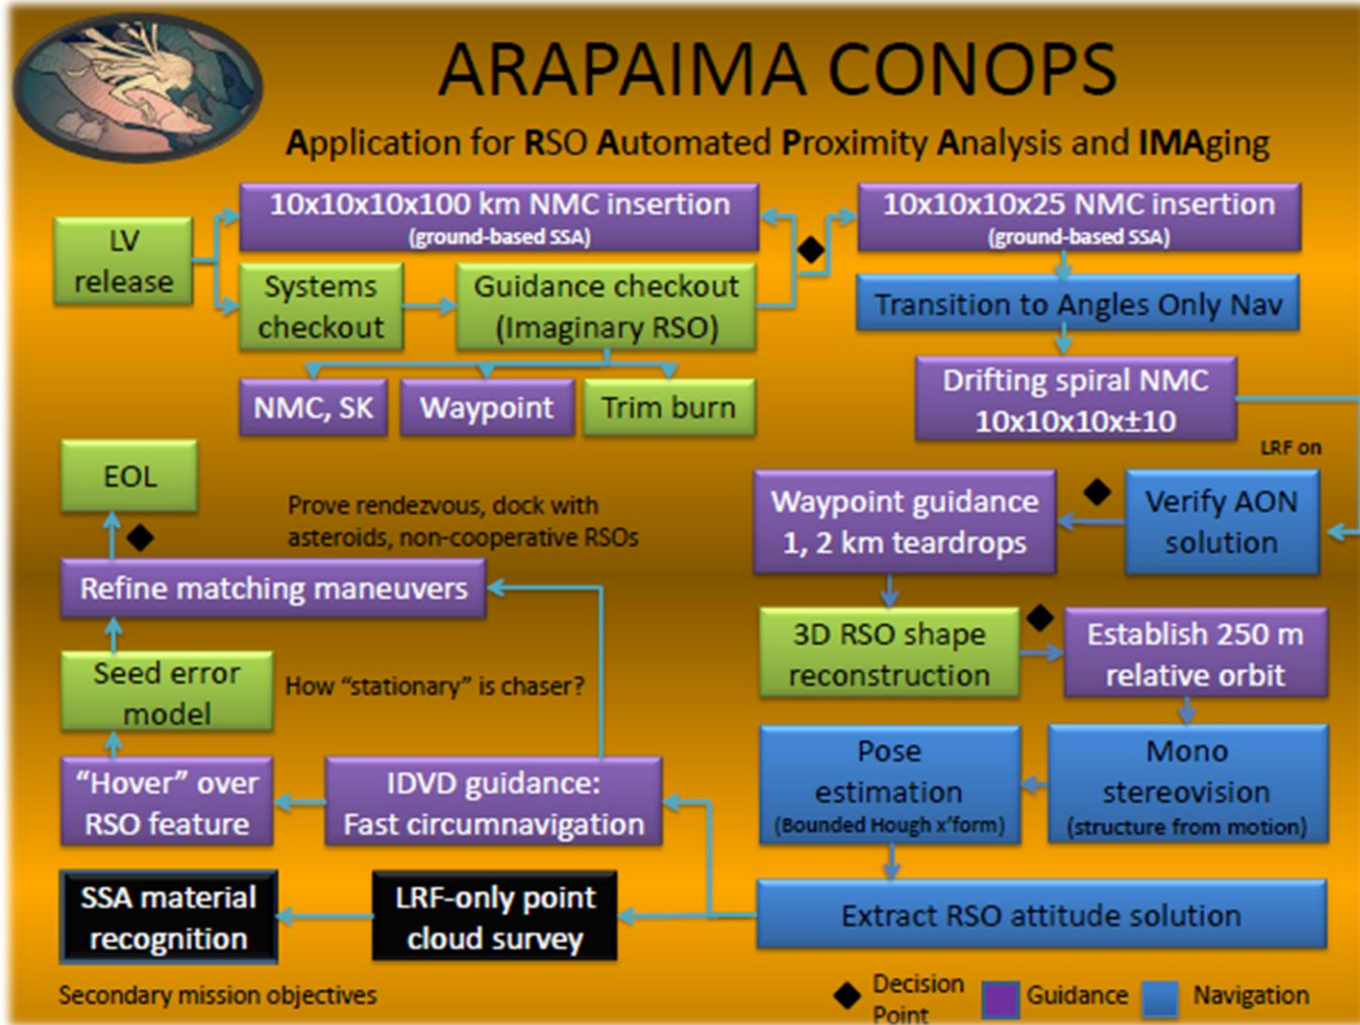 ARAPAIMA CONOPS
Application for RSO Automated Proximity Analysis and IMAging
LV
release
10x10x10x100 km NMC insertion
(ground-based SSA)
Systems
checkout
Guidance checkout
(Imaginary RSO)
NMC, SK
Waypoint
Trim burn
10x10x10x25 NMC insertion
(ground-based SSA)
Transition to Angles Only Nav
Drifting spiral NMC
10x10x10x±10
LRF on
Verify AON
solution
Waypoint guidance
1, 2 km teardrops
3D RSO shape
reconstruction
Establish 250 m
relative orbit
Mono
stereovision
(structure from motion)
Pose
estimation
(Bounded Hough x'form)
Extract RSO attitude solution
IDVD guidance:
Fast circumnavigation
"Hover" over
RSO feature
Seed error
model
How "stationary" is chaser?
Refine matching maneuvers
Prove rendezvous, dock with
asteroids, non-cooperative RSOs
EOL
LRF-only point
cloud survey
SSA material
recognition
Secondary mission objectives
Decision
Point
Guidance
Navigation